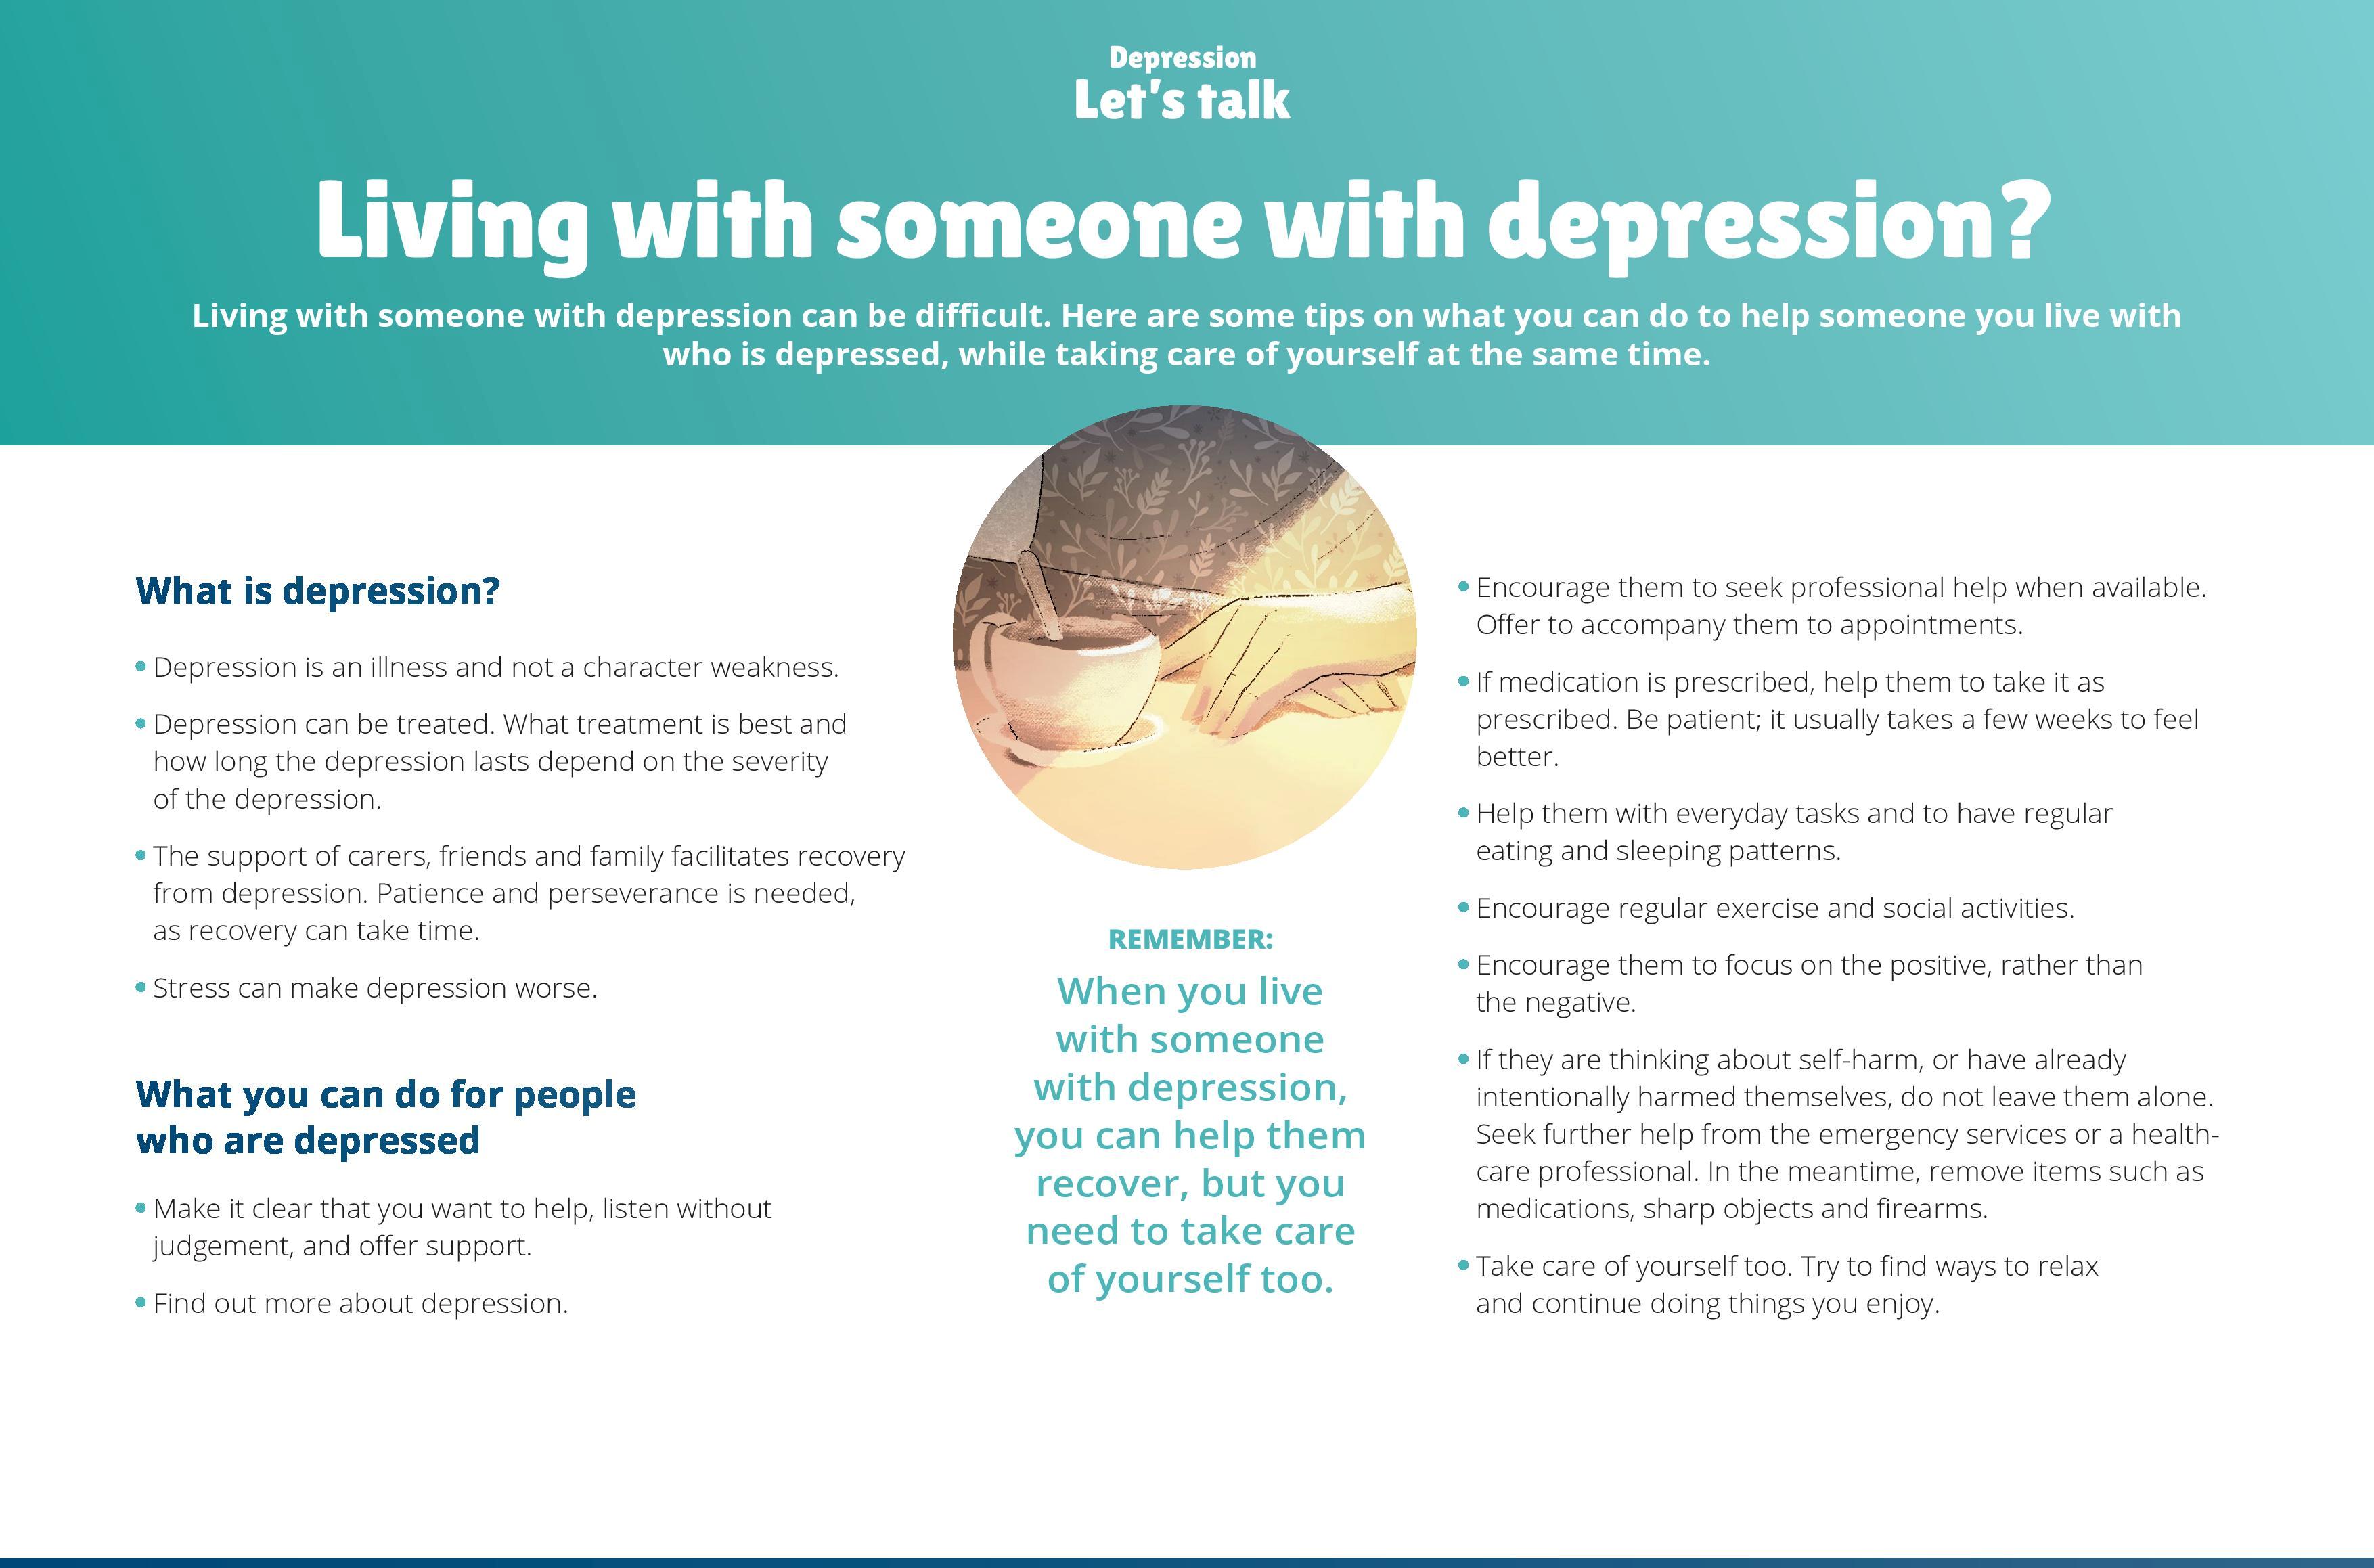 Depression
Let's talk
Living with someone with depression?
Living with someone with depression can be difficult. Here are some tips on what you can do to help someone you live with
who is depressed, while taking care of yourself at the same time.
What is depression?
• Depression is an illness and not a character weakness.
• Depression can be treated. What treatment is best and
how long the depression lasts depend on the severity
of the depression.
• The support of carers, friends and family facilitates recovery
from depression. Patience and perseverance is needed,
as recovery can take time.
• Stress can make depression worse.
What you can do for people
who are depressed
• Make it clear that you want to help, listen without
judgement, and offer support.
• Find out more about depression.
REMEMBER:
When you live
with someone
with depression,
you can help them
recover, but you
need to take care
of yourself too.
• Encourage them to seek professional help when available.
Offer to accompany them to appointments.
• If medication is prescribed, help them to take it as
prescribed. Be patient; it usually takes a few weeks to feel
better.
• Help them with everyday tasks and to have regular
eating and sleeping patterns.
• Encourage regular exercise and social activities.
• Encourage them to focus on the positive, rather than
the negative.
• If they are thinking about self-harm, or have already
intentionally harmed themselves, do not leave them alone.
Seek further help from the emergency services or a health-
care professional. In the meantime, remove items such as
medications, sharp objects and firearms.
• Take care of yourself too. Try to find ways to relax
and continue doing things you enjoy.